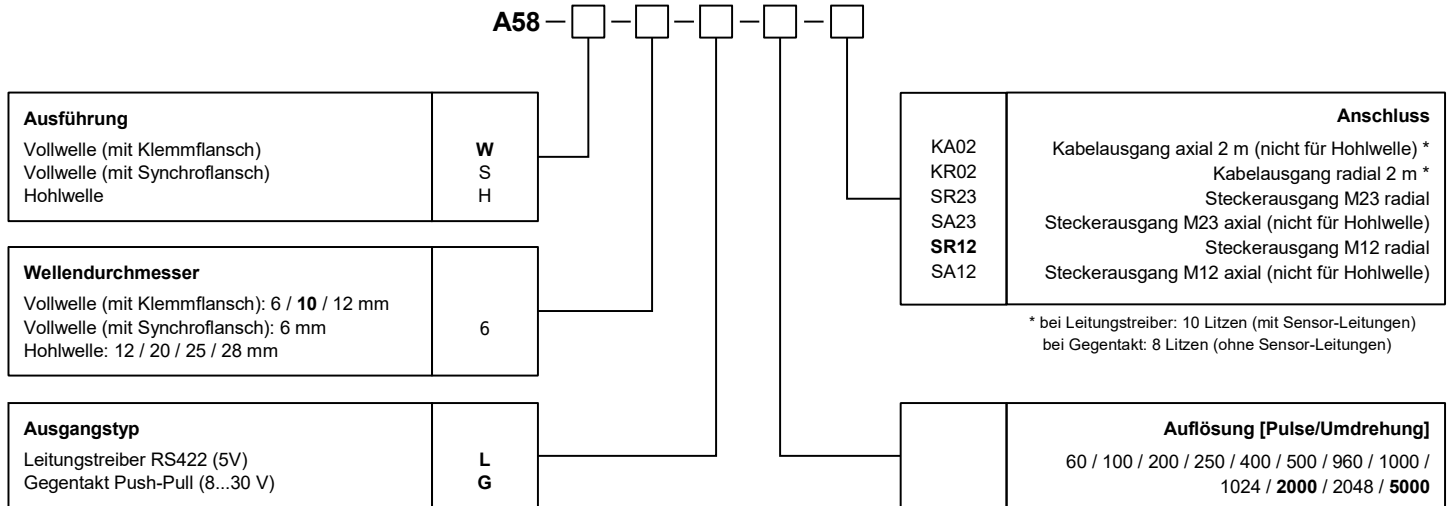 A58 – – – – –
Ausführung
Vollwelle (mit Klemmflansch) W
Vollwelle (mit Synchroflansch) S
Hohlwelle H
Wellendurchmesser
Vollwelle (mit Klemmflansch): 6 / 10 / 12 mm
Vollwelle (mit Synchroflansch): 6 mm
Hohlwelle: 12 / 20 / 25 / 28 mm
6
Ausgangstyp
Leitungstreiber RS422 (5V) L
Gegentakt Push-Pull (8...30 V) G
Anschluss
KA02 Kabelausgang axial 2 m (nicht für Hohlwelle) *
KR02 Kabelausgang radial 2 m *
SR23 Steckerausgang M23 radial
SA23 Steckerausgang M23 axial (nicht für Hohlwelle)
SR12 Steckerausgang M12 radial
SA12 Steckerausgang M12 axial (nicht für Hohlwelle)
* bei Leitungstreiber: 10 Litzen (mit Sensor-Leitungen)
bei Gegentakt: 8 Litzen (ohne Sensor-Leitungen)
Auflösung [Pulse/Umdrehung]
60 / 100 / 200 / 250 / 400 / 500 / 960 / 1000 /
1024 / 2000 / 2048 / 5000